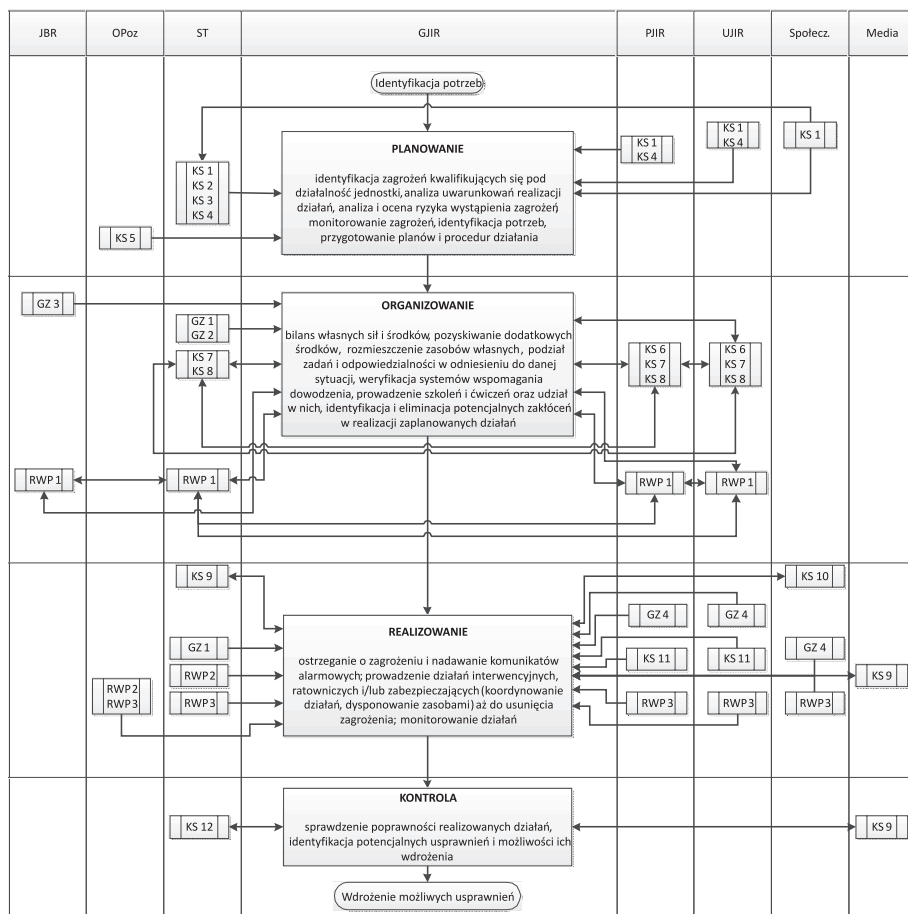 JBR
OPoz
ST
GJIR
PJIR
UJIR
Społecz.
Media
Identyfikacja potrzeb
PLANOWANIE
identyfikacja zagrożeń kwalifikujących się pod
działalność jednostki, analiza uwarunkowań realizacji
działań, analiza i ocena ryzyka wystąpienia zagrożeń,
monitorowanie zagrożeń, identyfikacja potrzeb,
przygotowanie planów i procedur działania
KS 1
KS 2
KS 3
KS 4
KS 5
KS 1
KS 4
KS 1
KS 4
KS 1
GZ 3
GZ 1
GZ 2
KS 7
KS 8
ORGANIZOWANIE
bilans własnych sił i środków, pozyskiwanie dodatkowych
środków, rozmieszczenie zasobów własnych, podział
zadań i odpowiedzialności w odniesieniu do danej
sytuacji, weryfikacja systemów wspomagania
dowodzenia, prowadzenie szkoleń i ćwiczeń oraz udział
w nich, identyfikacja i eliminacja potencjalnych zakłóceń
w realizacji zaplanowanych działań
KS 6
KS 7
KS 8
KS 6
KS 7
KS 8
RWP 1
RWP 1
RWP 1
RWP 1
KS 9
GZ 1
RWP2
RWP3
RWP2
RWP3
REALIZOWANIE
ostrzeganie o zagrożeniu i nadawanie komunikatów
alarmowych; prowadzenie działań interwencyjnych,
ratowniczych i/lub zabezpieczających (koordynowanie
działań, dysponowanie zasobami) aż do usunięcia
zagrożenia; monitorowanie działań
KS 10
GZ 4
GZ 4
KS 11
KS 11
GZ 4
KS 9
RWP3
RWP3
RWP3
KONTROLA
sprawdzenie poprawności realizowanych działań,
identyfikacja potencjalnych usprawnień i możliwości ich
wdrożenia
KS 12
KS 9
Wdrożenie możliwych usprawnień